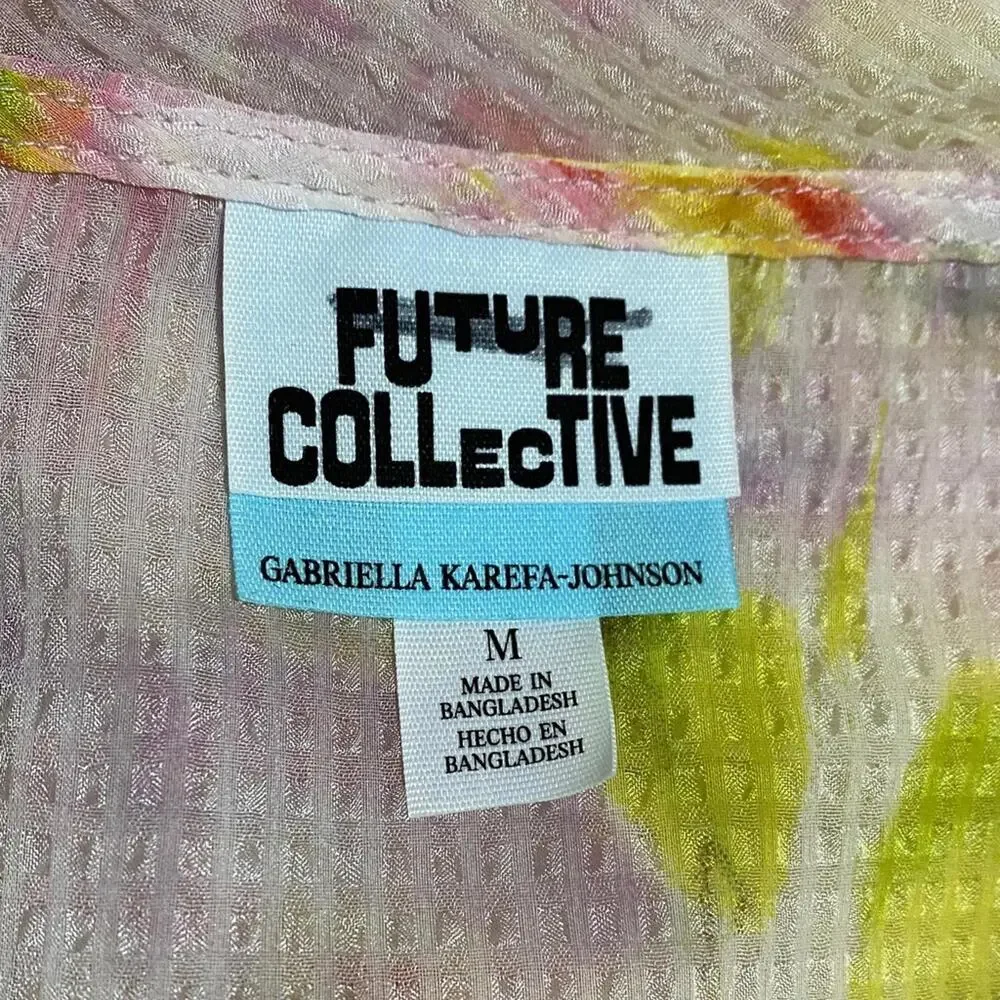 FUTURE
COLLECTIVE
GABRIELLA KAREFA-JOHNSON
M
MADE IN
BANGLADESH
HECHO EN
BANGLADESH